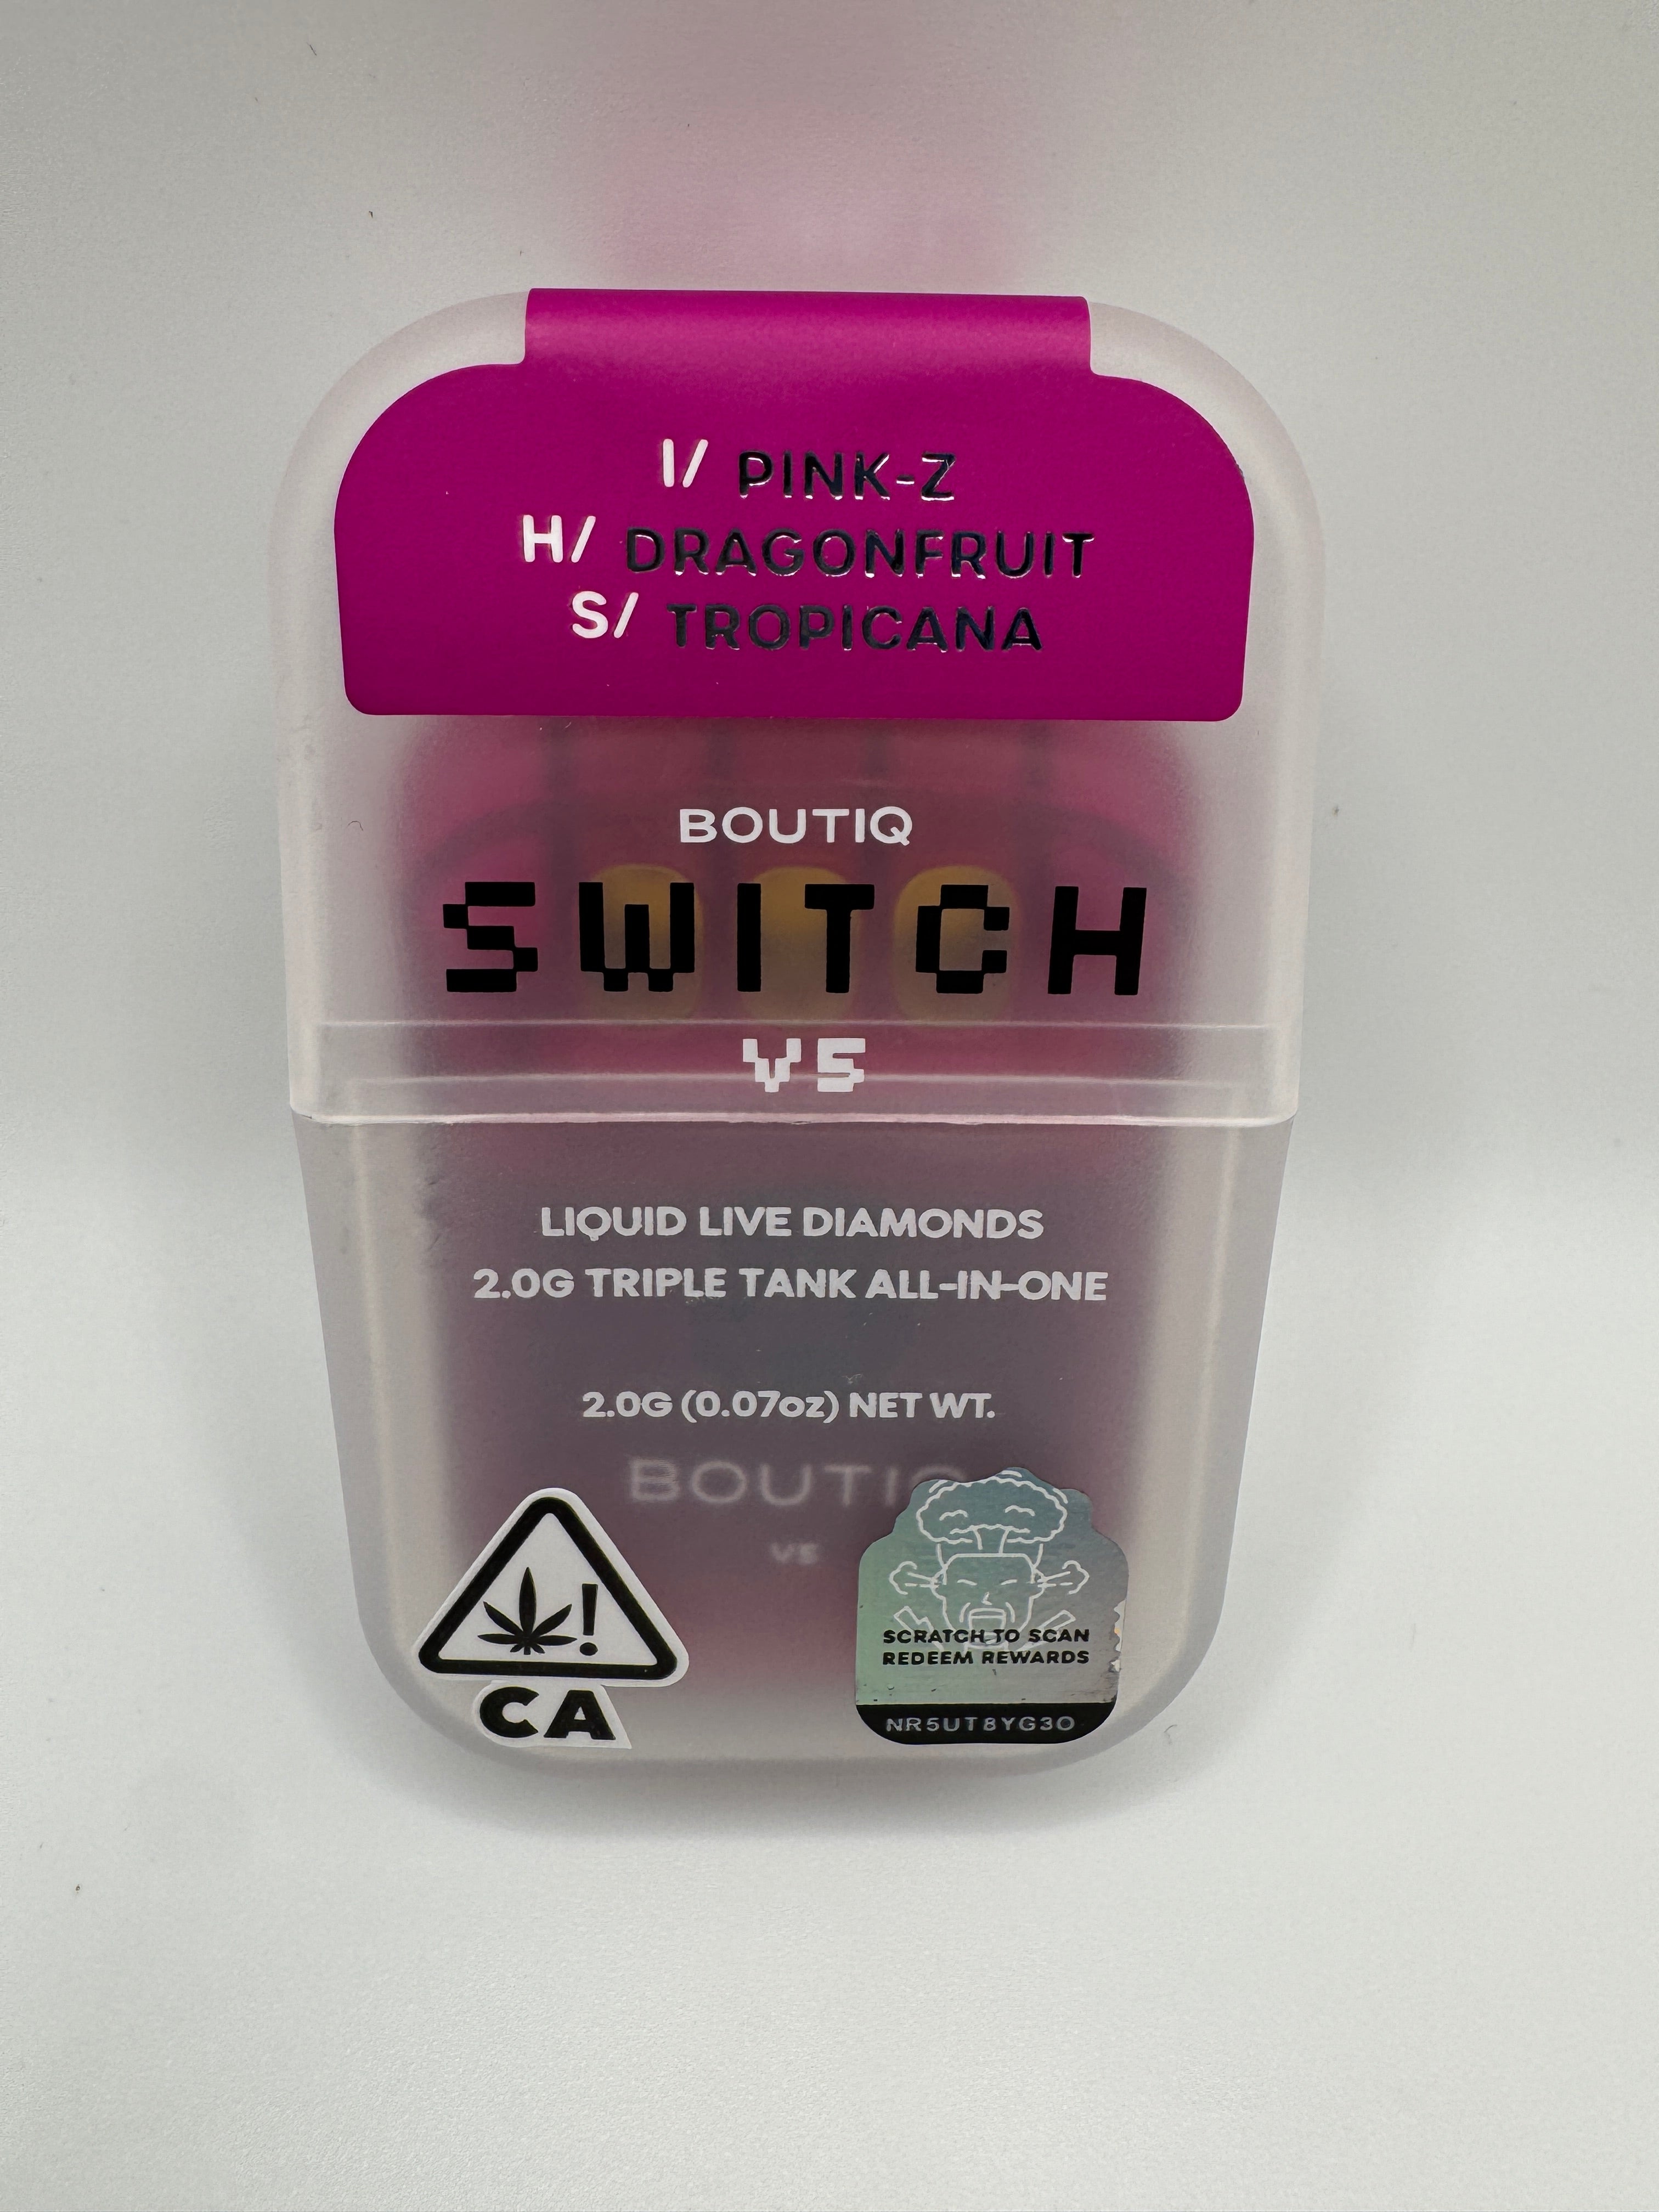 I/ PINK-Z
H/ DRAGONFRUIT
S/ TROPICANA
BOUTIQ
SWITCH
V5
LIQUID LIVE DIAMONDS
2.0G TRIPLE TANK ALL-IN-ONE
2.0G (0.07oz) NET WT.
BOUTIQ
V5
!
CA
SCRATCH TO SCAN
REDEEM REWARDS
NR5UT8YG3O